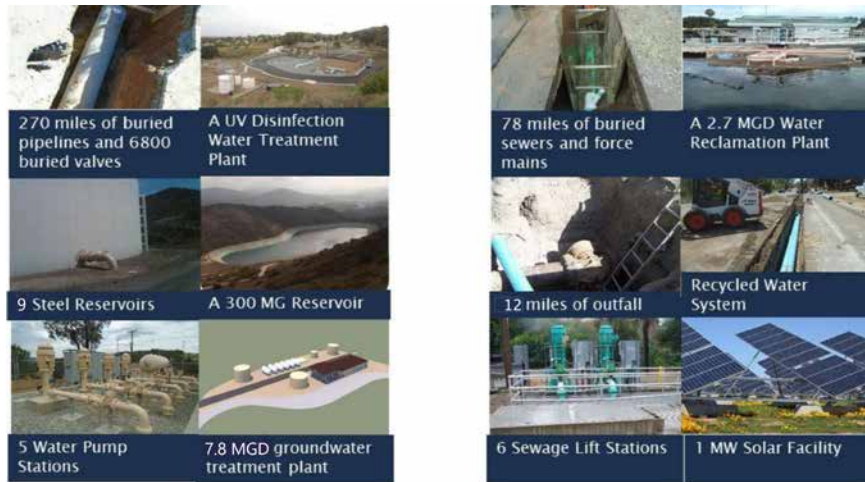 270 miles of buried
pipelines and 6800
buried valves
A UV Disinfection
Water Treatment
Plant
9 Steel Reservoirs
A 300 MG Reservoir
5 Water Pump
Stations
7.8 MGD groundwater
treatment plant
78 miles of buried
sewers and force
mains
A 2.7 MGD Water
Reclamation Plant
12 miles of outfall
Recycled Water
System
6 Sewage Lift Stations
1 MW Solar Facility